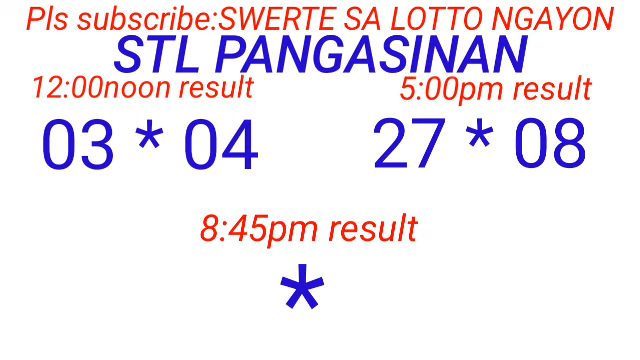 Pls subscribe:SWERTE SA LOTTO NGAYON
STL PANGASINAN
12:00noon result 5:00pm result
03 * 04 27 * 08
8:45pm result
*